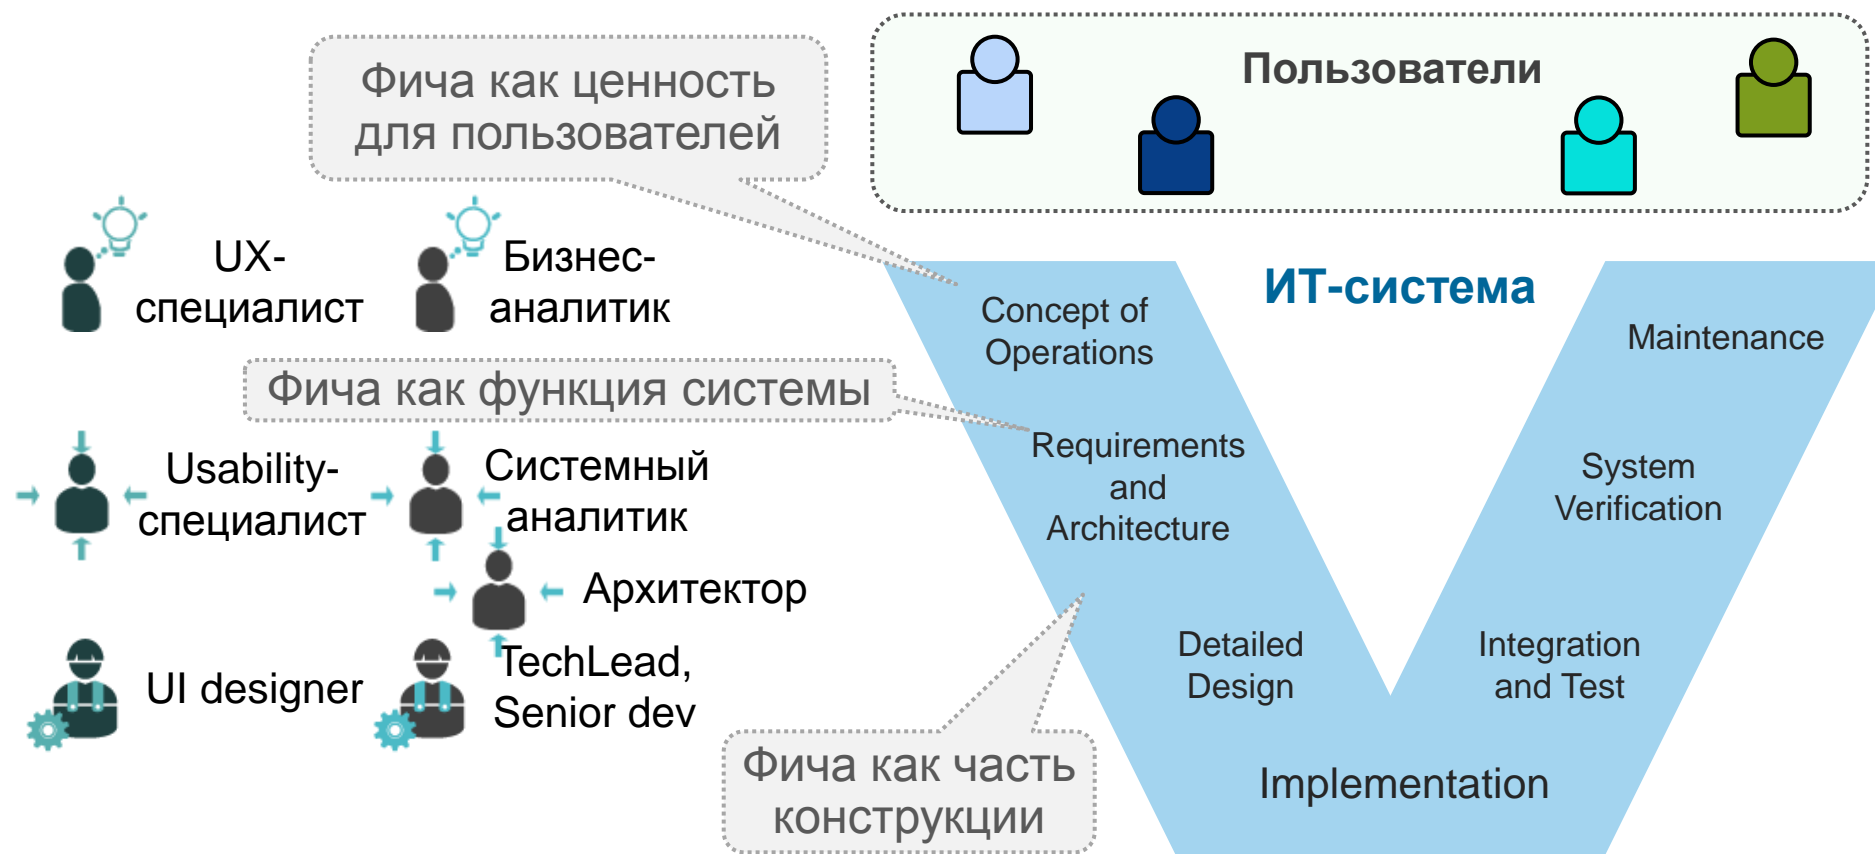 Фича как ценность
для пользователей
Пользователи
UX-
специалист
Бизнес-
аналитик
ИТ-система
Concept of
Operations
Maintenance
Фича как функция системы
Requirements
and
Architecture
System
Verification
Usability-
специалист
Системный
аналитик
Архитектор
UI designer
TechLead,
Senior dev
Detailed
Design
Integration
and Test
Фича как часть
конструкции
Implementation